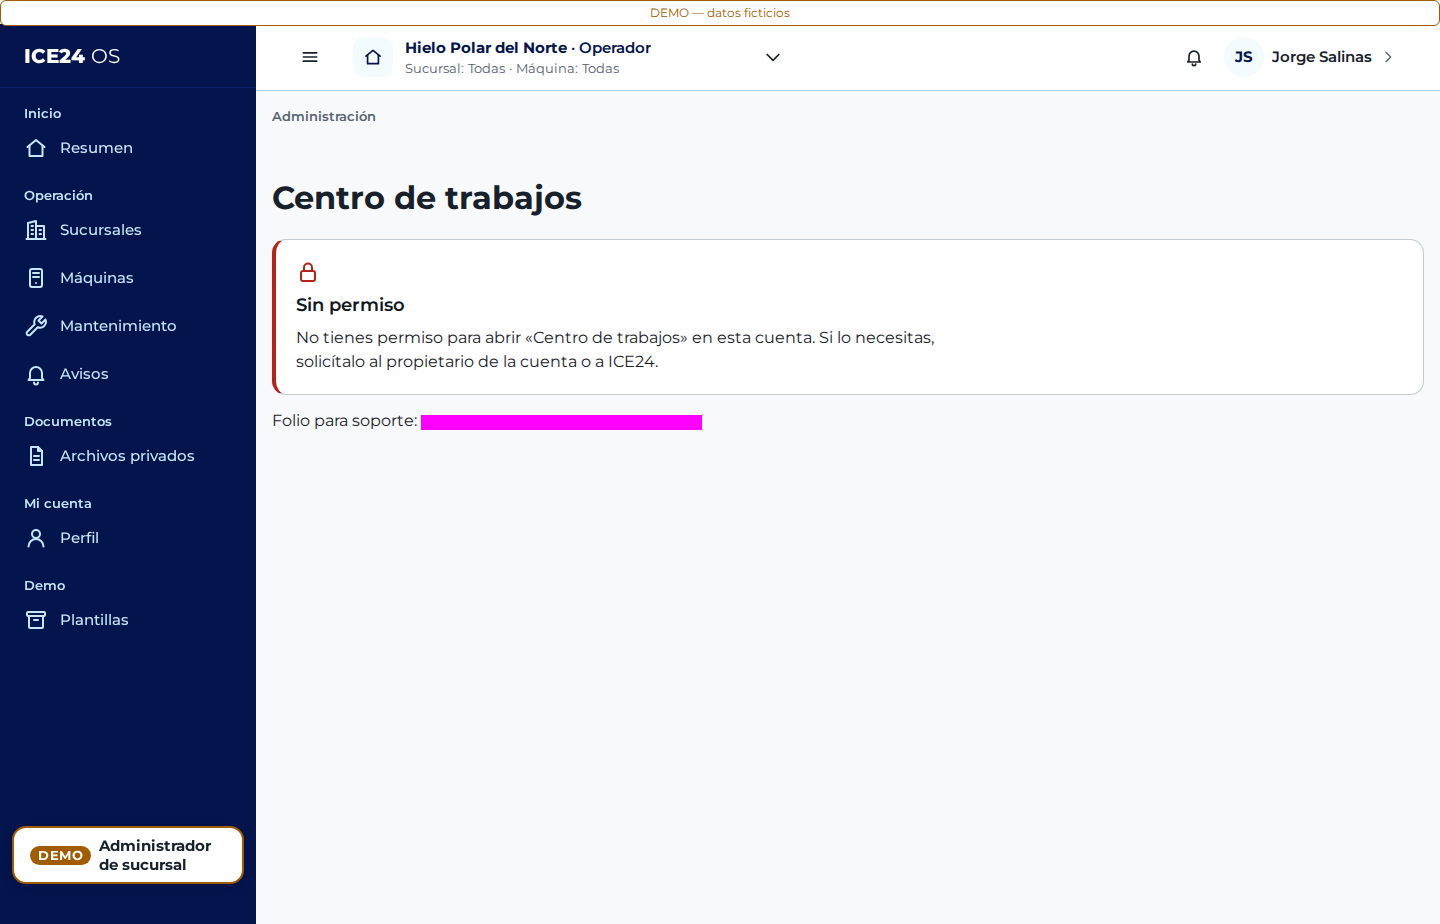 DEMO — datos ficticios
ICE24 OS
Inicio
Resumen
Operación
Sucursales
Máquinas
Mantenimiento
Avisos
Documentos
Archivos privados
Mi cuenta
Perfil
Demo
Plantillas
DEMO
Administrador
de sucursal
Hielo Polar del Norte · Operador
Sucursal: Todas · Máquina: Todas
JS
Jorge Salinas
Administración
Centro de trabajos
Sin permiso
No tienes permiso para abrir «Centro de trabajos» en esta cuenta. Si lo necesitas,
solicítalo al propietario de la cuenta o a ICE24.
Folio para soporte: